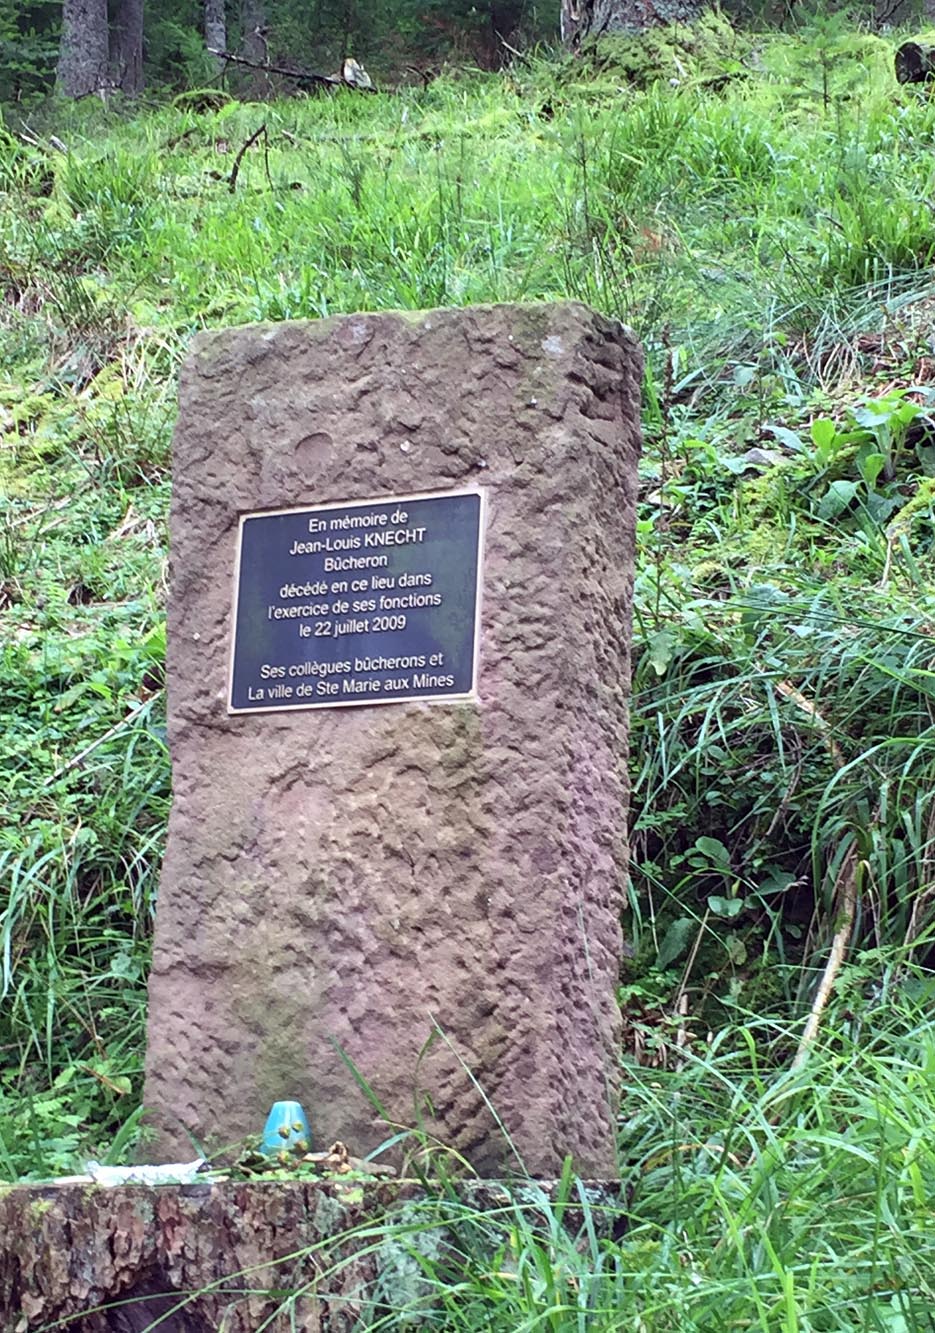 En mémoire de
Jean-Louis KNECHT
Bûcheron
décédé en ce lieu dans
l'exercice de ses fonctions
le 22 juillet 2009
Ses collègues bûcherons et
La ville de Ste Marie aux Mines